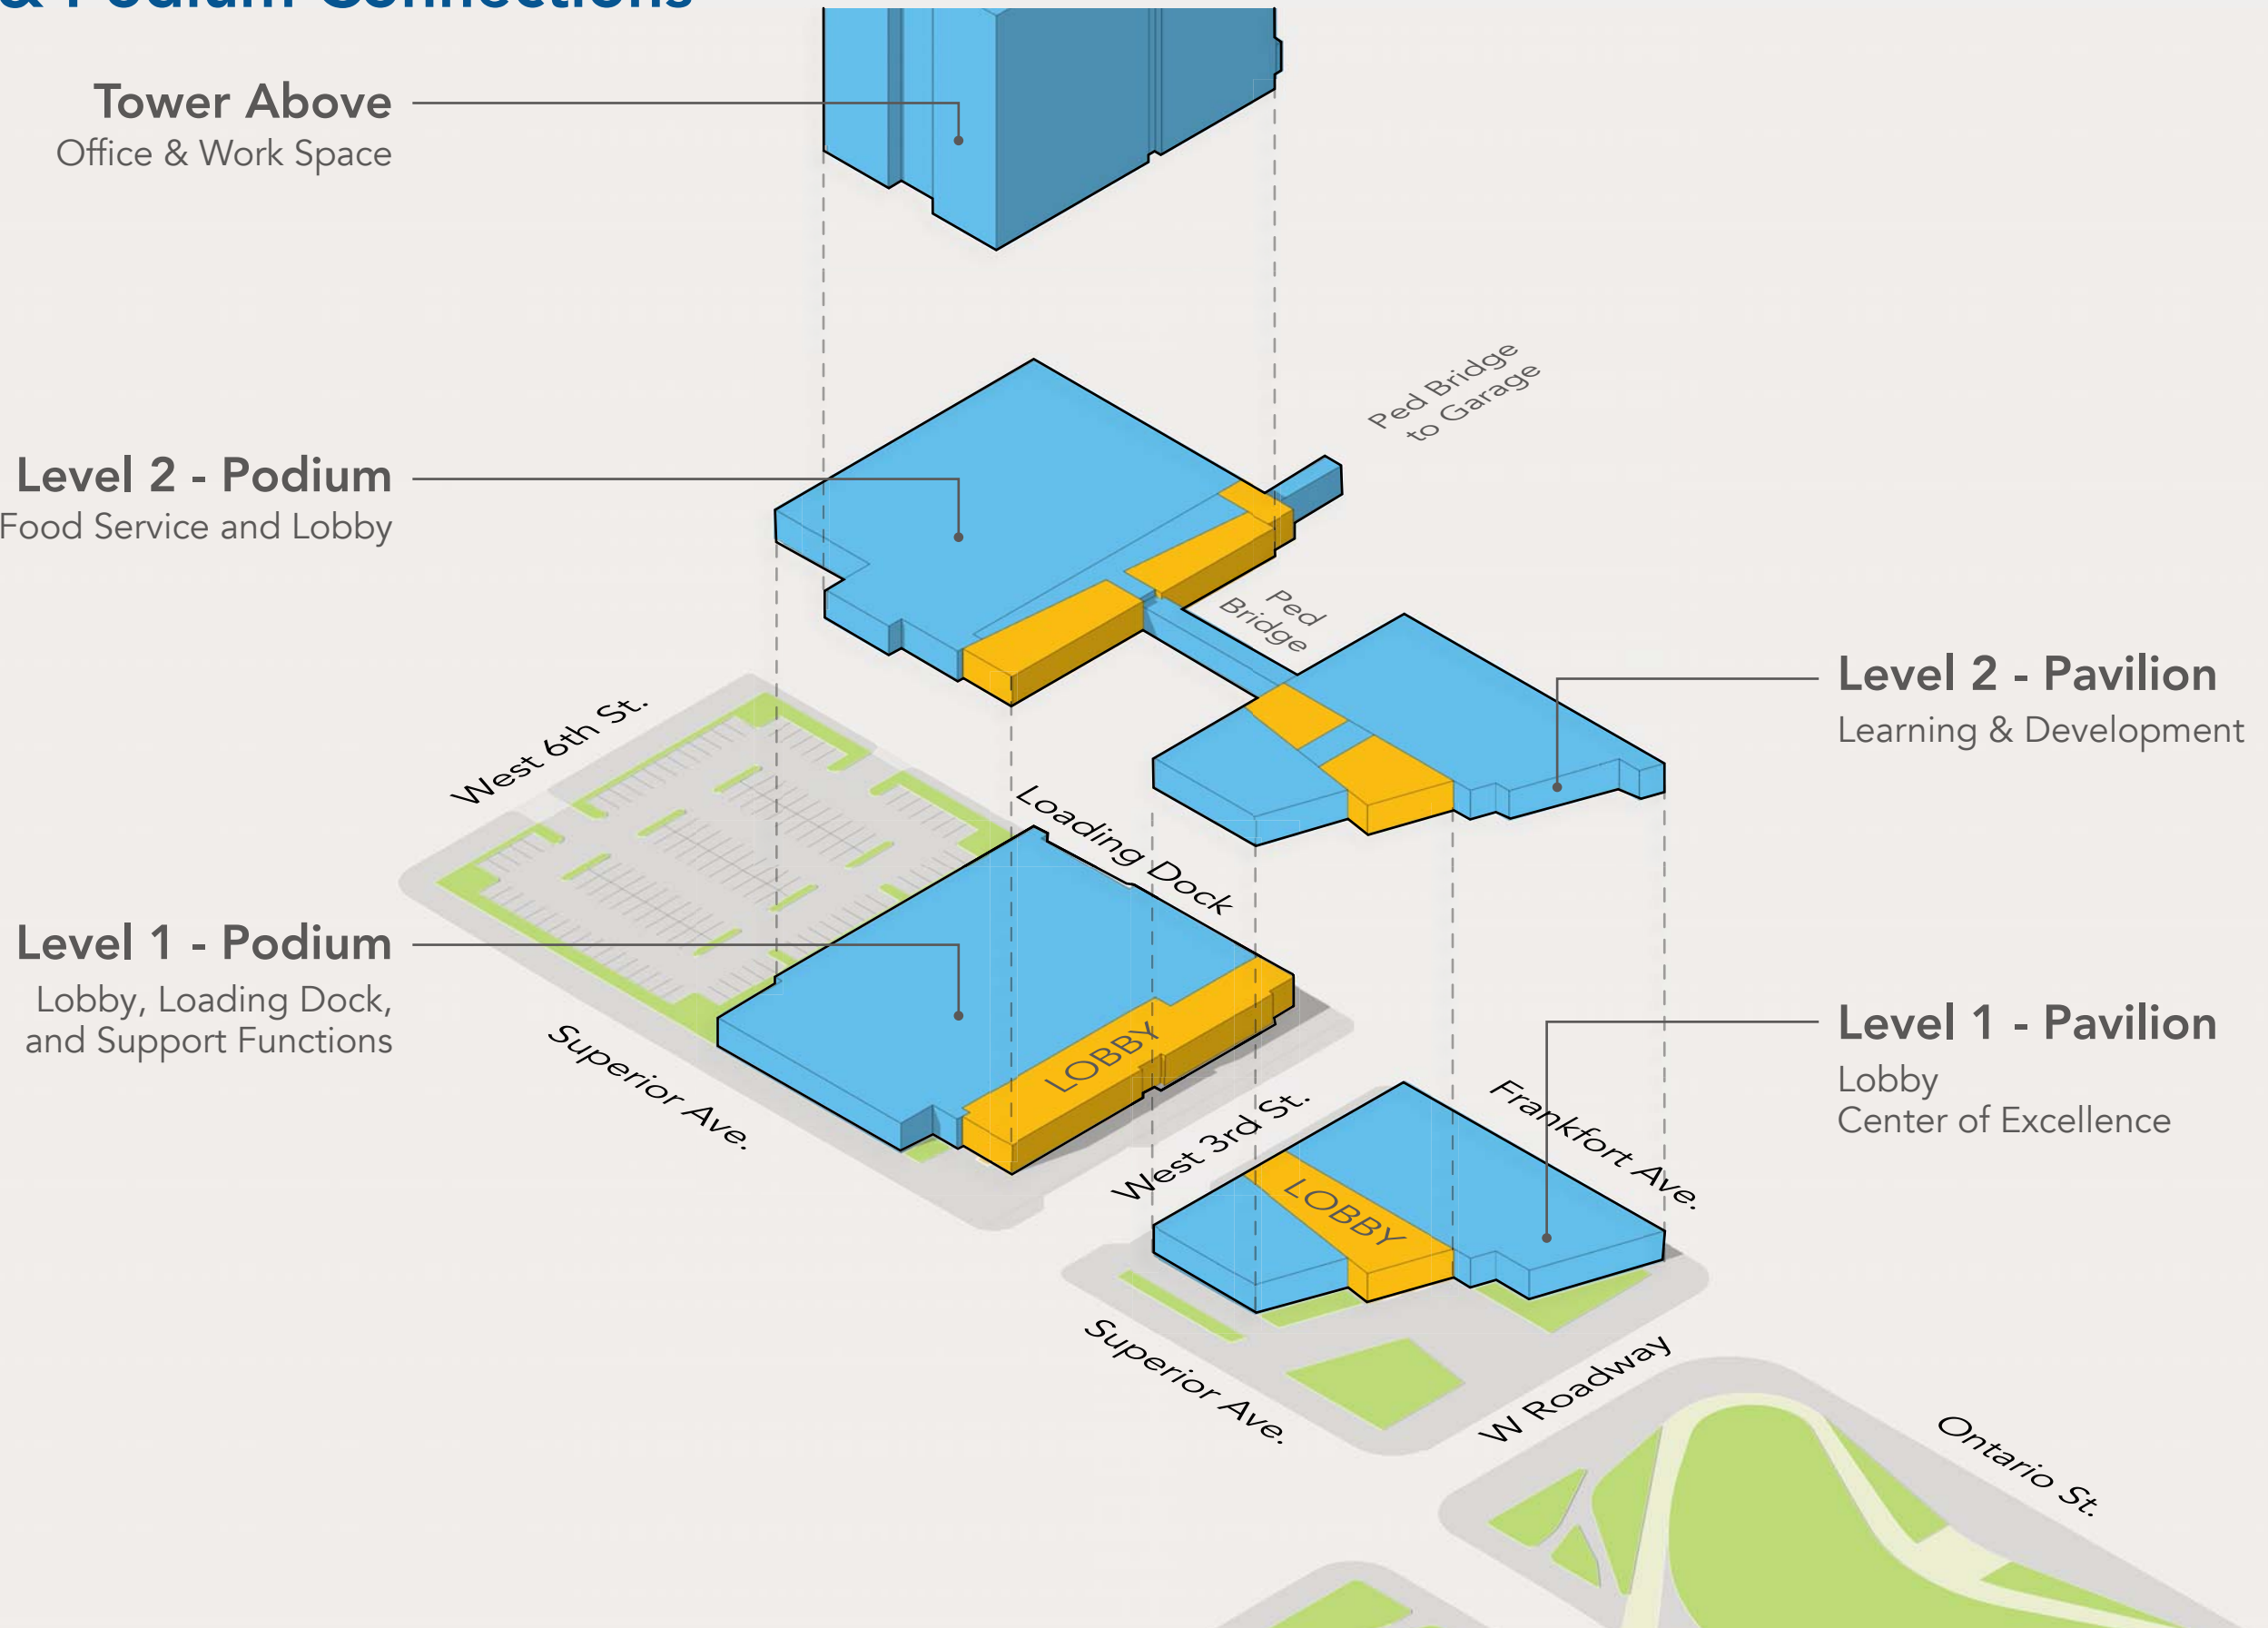 & Podium Connections
Tower Above
Office & Work Space
Ped Bridge
to Garage
Level 2 - Podium
Food Service and Lobby
Ped
Bridge
Level 2 - Pavilion
Learning & Development
West 6th St.
Loading Dock
Level 1 - Podium
Lobby, Loading Dock,
and Support Functions
LOBBY
Superior Ave.
Level 1 - Pavilion
Lobby
Center of Excellence
West 3rd St.
Frankfort Ave.
LOBBY
Superior Ave.
W Roadway
Ontario St.